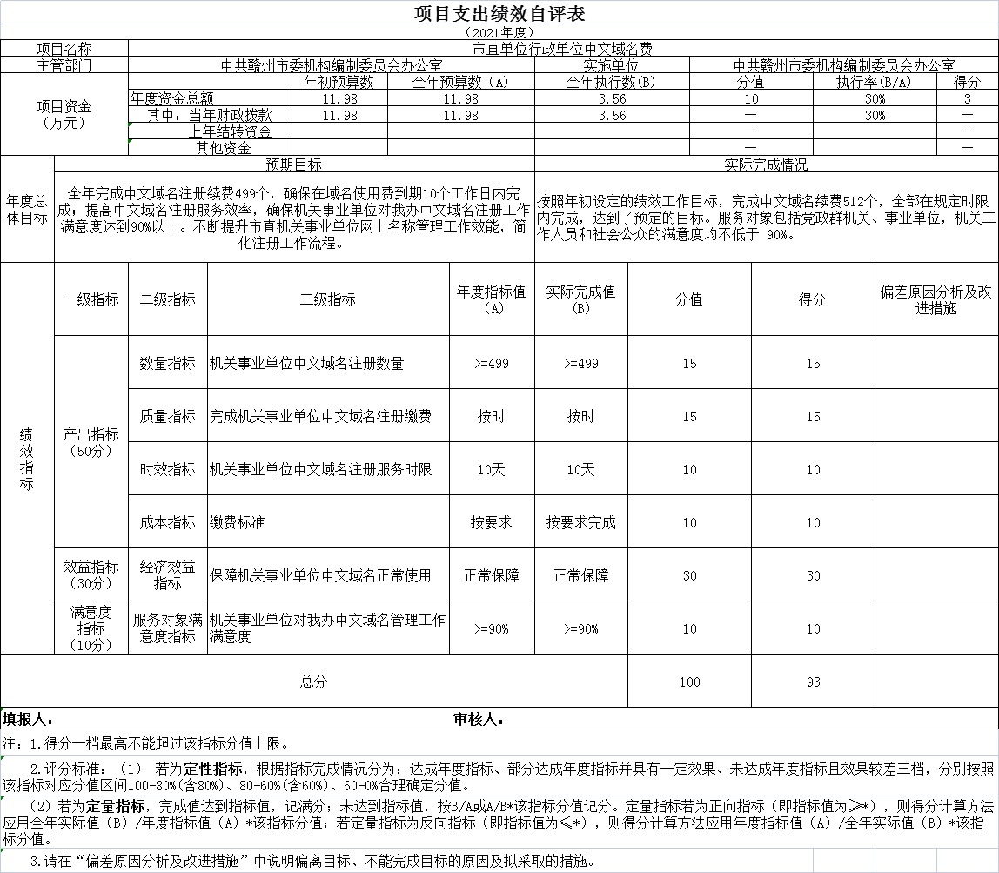 项目支出绩效自评表
（2021年度）
项目名称 市直单位行政单位中文域名费
主管部门 中共赣州市委机构编制委员会办公室 实施单位 中共赣州市委机构编制委员会办公室
项目资金
（万元）
年初预算数 全年预算数（A） 全年执行数(B) 分值 执行率(B/A) 得分
年度资金总额 11.98 11.98 3.56 10 30% 3
其中：当年财政拨款 11.98 11.98 3.56 — 30% —
上年结转资金 — —
其他资金 — —
年度总
体目标
预期目标 实际完成情况
全年完成中文域名注册续费499个，确保在域名使用费到期10个工作日内完
成；提高中文域名注册服务效率，确保机关事业单位对我办中文域名注册工作
满意度达到90%以上。不断提升市直机关事业单位网上名称管理工作效能，简
化注册工作流程。
按照年初设定的绩效工作目标，完成中文域名续费512个，全部在规定时限
内完成，达到了预定的目标。服务对象包括党政群机关、事业单位，机关工
作人员和社会公众的满意度均不低于 90%。
绩
效
指
标
一级指标 二级指标 三级指标 年度指标值
（A） 实际完成值
(B) 分值 得分 偏差原因分析及改
进措施
产出指标
（50分）
数量指标 机关事业单位中文域名注册数量 >=499 >=499 15 15
质量指标 完成机关事业单位中文域名注册缴费 按时 按时 15 15
时效指标 机关事业单位中文域名注册服务时限 10天 10天 10 10
成本指标 缴费标准 按要求 按要求完成 10 10
效益指标
（30分）
经济效益
指标
保障机关事业单位中文域名正常使用 正常保障 正常保障 30 30
满意度
指标
（10分）
服务对象满
意度指标
机关事业单位对我办中文域名管理工作
满意度
>=90% >=90% 10 10
总分 100 93
填报人： 审核人：
注：1.得分一档最高不能超过该指标分值上限。
2.评分标准：（1） 若为定性指标，根据指标完成情况分为：达成年度指标、部分达成年度指标并具有一定效果、未达成年度指标且效果较差三档，分别按照
该指标对应分值区间100-80%(含80%)、80-60%(含60%)、60-0%合理确定分值。
（2）若为定量指标，完成值达到指标值，记满分；未达到指标值，按B/A或A/B*该指标分值记分。定量指标若为正向指标（即指标值为≥*），则得分计算方法
应用全年实际值（B）/年度指标值（A）*该指标分值；若定量指标为反向指标（即指标值为≤*），则得分计算方法应用年度指标值（A）/全年实际值（B）*该指
标分值。
3.请在“偏差原因分析及改进措施”中说明偏离目标、不能完成目标的原因及拟采取的措施。